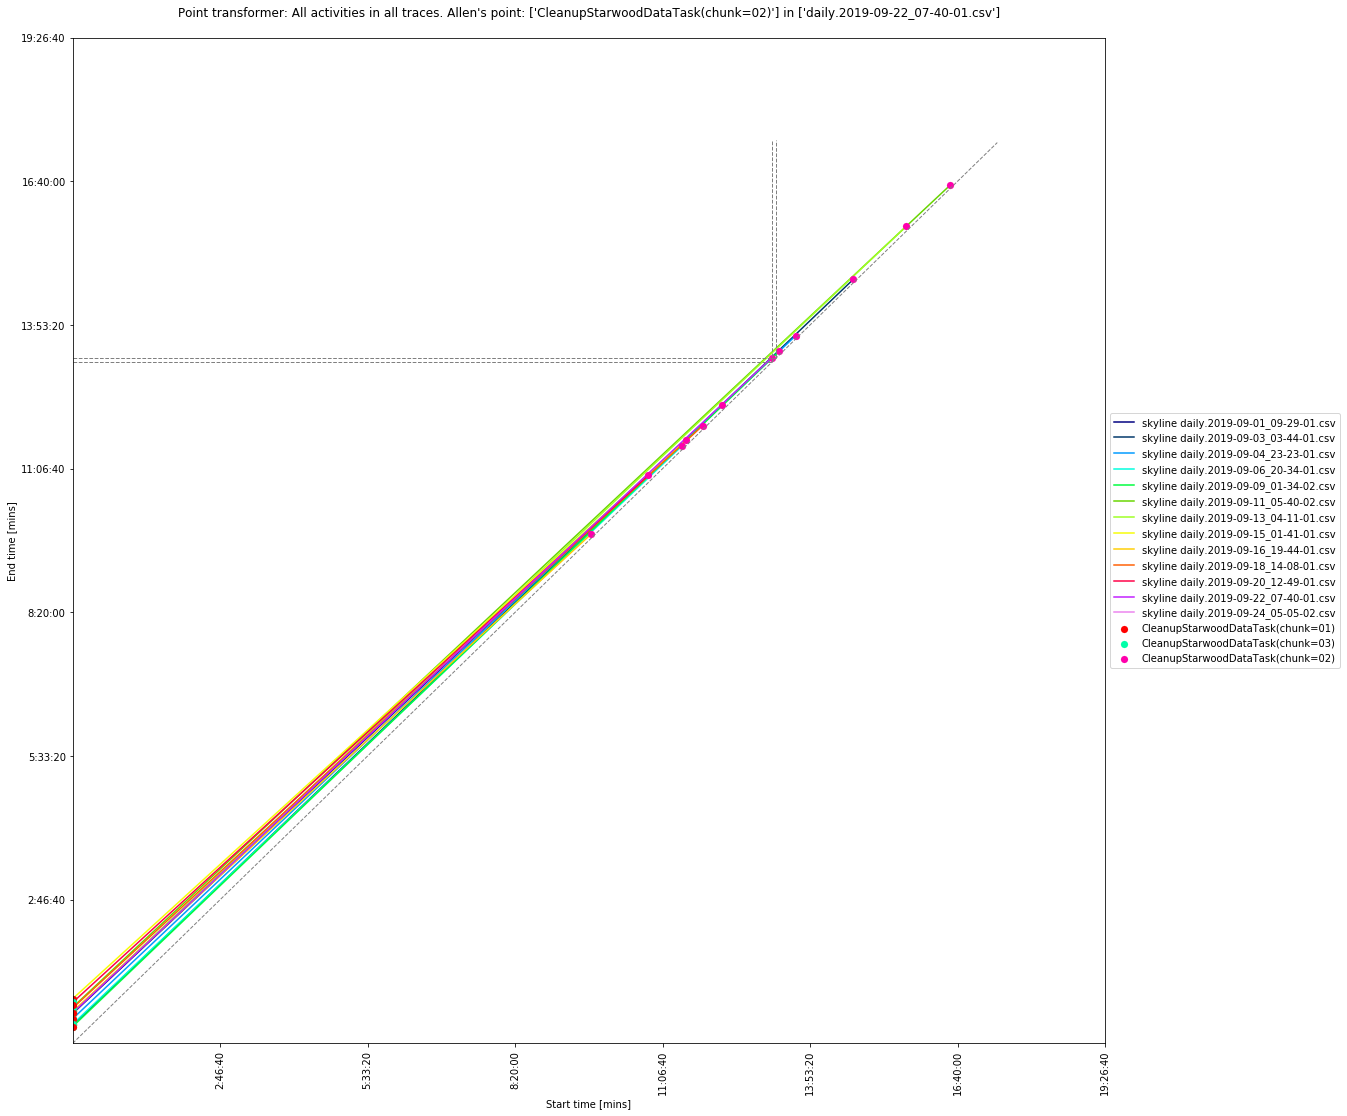 Point transformer: All activities in all traces. Allen's point: ['CleanupStarwoodDataTask(chunk=02)'] in ['daily.2019-09-22_07-40-01.csv']
19:26:40
16:40:00
13:53:20
11:06:40
8:20:00
5:33:20
2:46:40
End time [mins]
2:46:40
5:33:20
8:20:00
11:06:40
13:53:20
16:40:00
19:26:40
Start time [mins]
skyline daily.2019-09-01_09-29-01.csv
skyline daily.2019-09-03_03-44-01.csv
skyline daily.2019-09-04_23-23-01.csv
skyline daily.2019-09-06_20-34-01.csv
skyline daily.2019-09-09_01-34-02.csv
skyline daily.2019-09-11_05-40-02.csv
skyline daily.2019-09-13_04-11-01.csv
skyline daily.2019-09-15_01-41-01.csv
skyline daily.2019-09-16_19-44-01.csv
skyline daily.2019-09-18_14-08-01.csv
skyline daily.2019-09-20_12-49-01.csv
skyline daily.2019-09-22_07-40-01.csv
skyline daily.2019-09-24_05-05-02.csv
CleanupStarwoodDataTask(chunk=01)
CleanupStarwoodDataTask(chunk=03)
CleanupStarwoodDataTask(chunk=02)